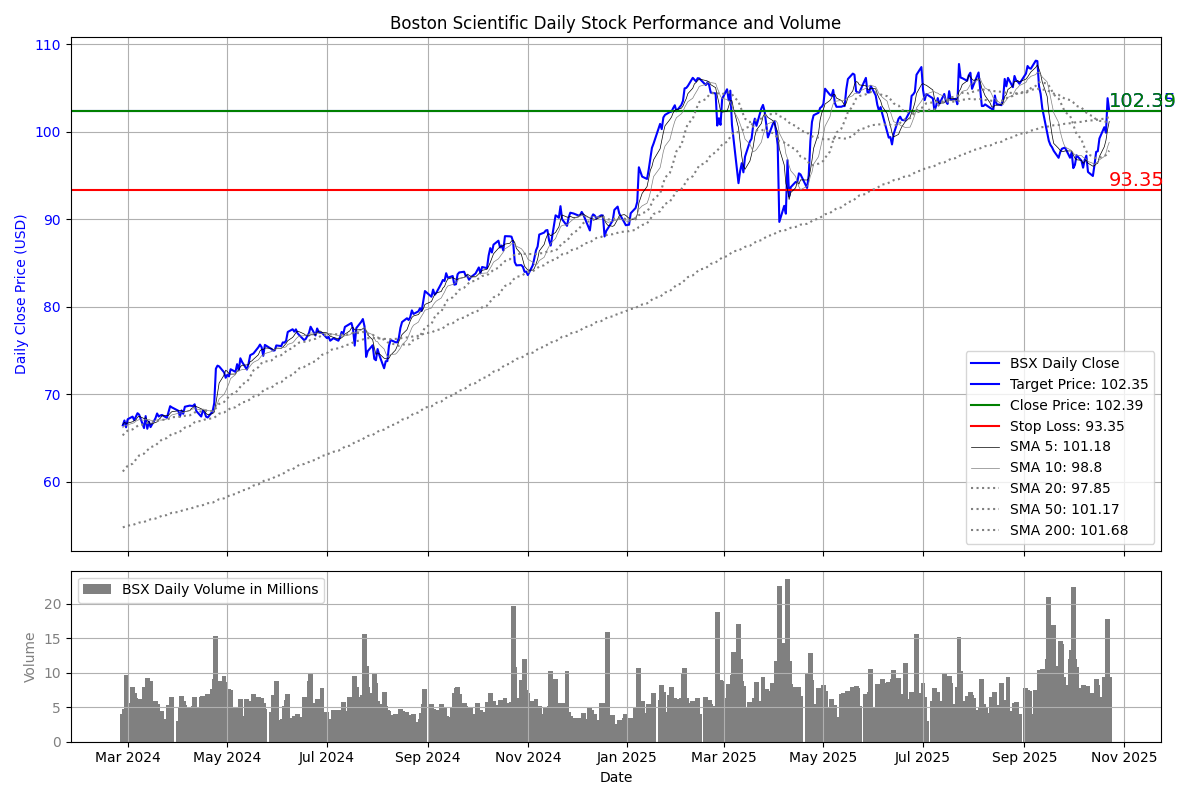 Boston Scientific Daily Stock Performance and Volume
110
100
90
80
70
60
Daily Close Price (USD)
102.39
93.35
BSX Daily Close
Target Price: 102.35
Close Price: 102.39
Stop Loss: 93.35
SMA 5: 101.18
SMA 10: 98.8
SMA 20: 97.85
SMA 50: 101.17
SMA 200: 101.68
BSX Daily Volume in Millions
20
15
10
5
0
Volume
Mar 2024 May 2024 Jul 2024 Sep 2024 Nov 2024 Jan 2025 Mar 2025 May 2025 Jul 2025 Sep 2025 Nov 2025
Date